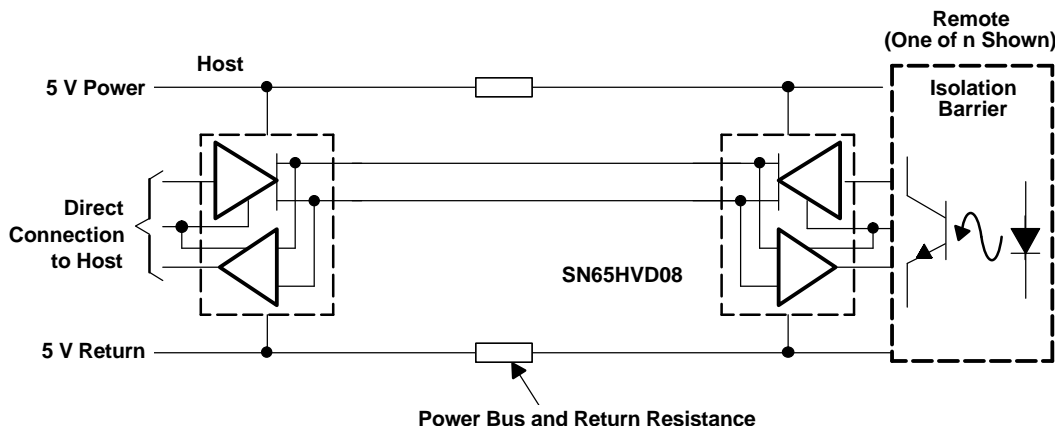 Remote
(One of n Shown)
Host
5 V Power
Isolation
Barrier
Direct
Connection
to Host
SN65HVD08
5 V Return
Power Bus and Return Resistance